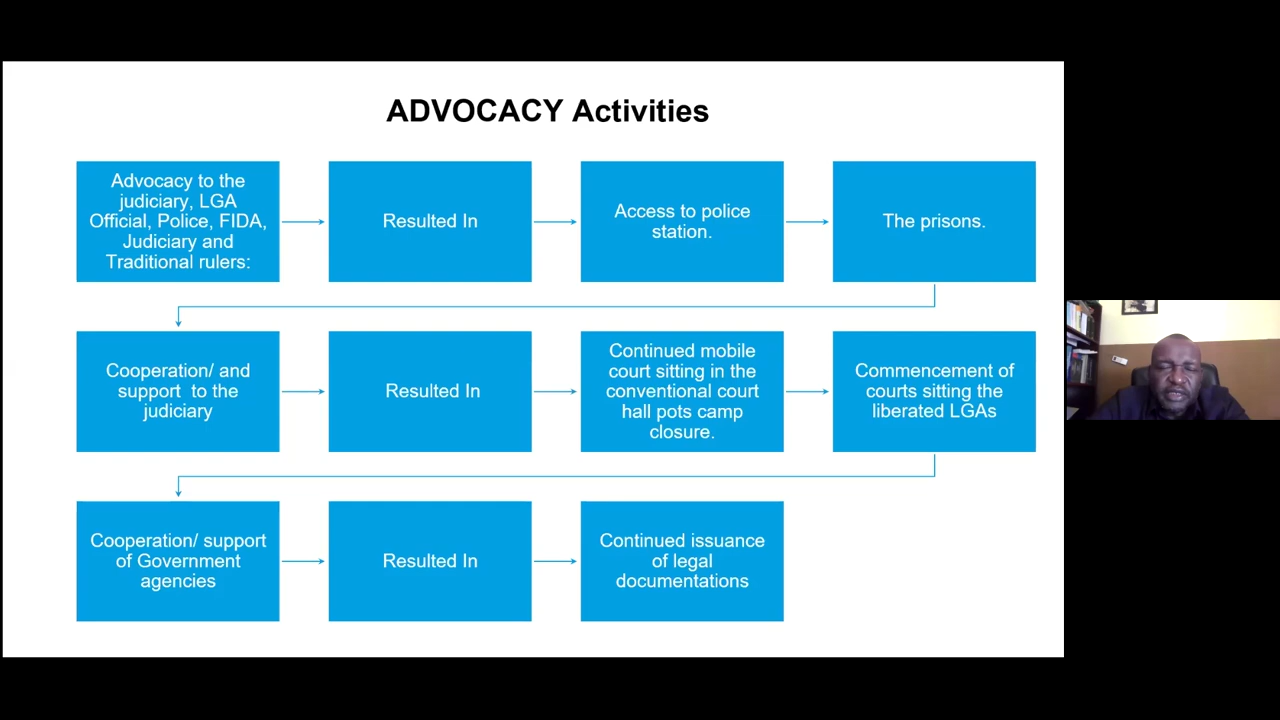 ADVOCACY Activities
Advocacy to the
judiciary, LGA
Official, Police, FIDA,
Judiciary and
Traditional rulers:
Resulted In
Access to police
station.
The prisons.
Cooperation/ and
support to the
judiciary
Resulted In
Continued mobile
court sitting in the
conventional court
hall pots camp
closure.
Commencement of
courts sitting the
liberated LGAs
Cooperation/ support
of Government
agencies
Resulted In
Continued issuance
of legal
documentations